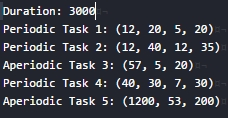 Duration: 3000
Periodic Task 1: (12, 20, 5, 20)
Periodic Task 2: (12, 40, 12, 35)
Aperiodic Task 3: (57, 5, 20)
Periodic Task 4: (40, 30, 7, 30)
Aperiodic Task 5: (1200, 53, 200)